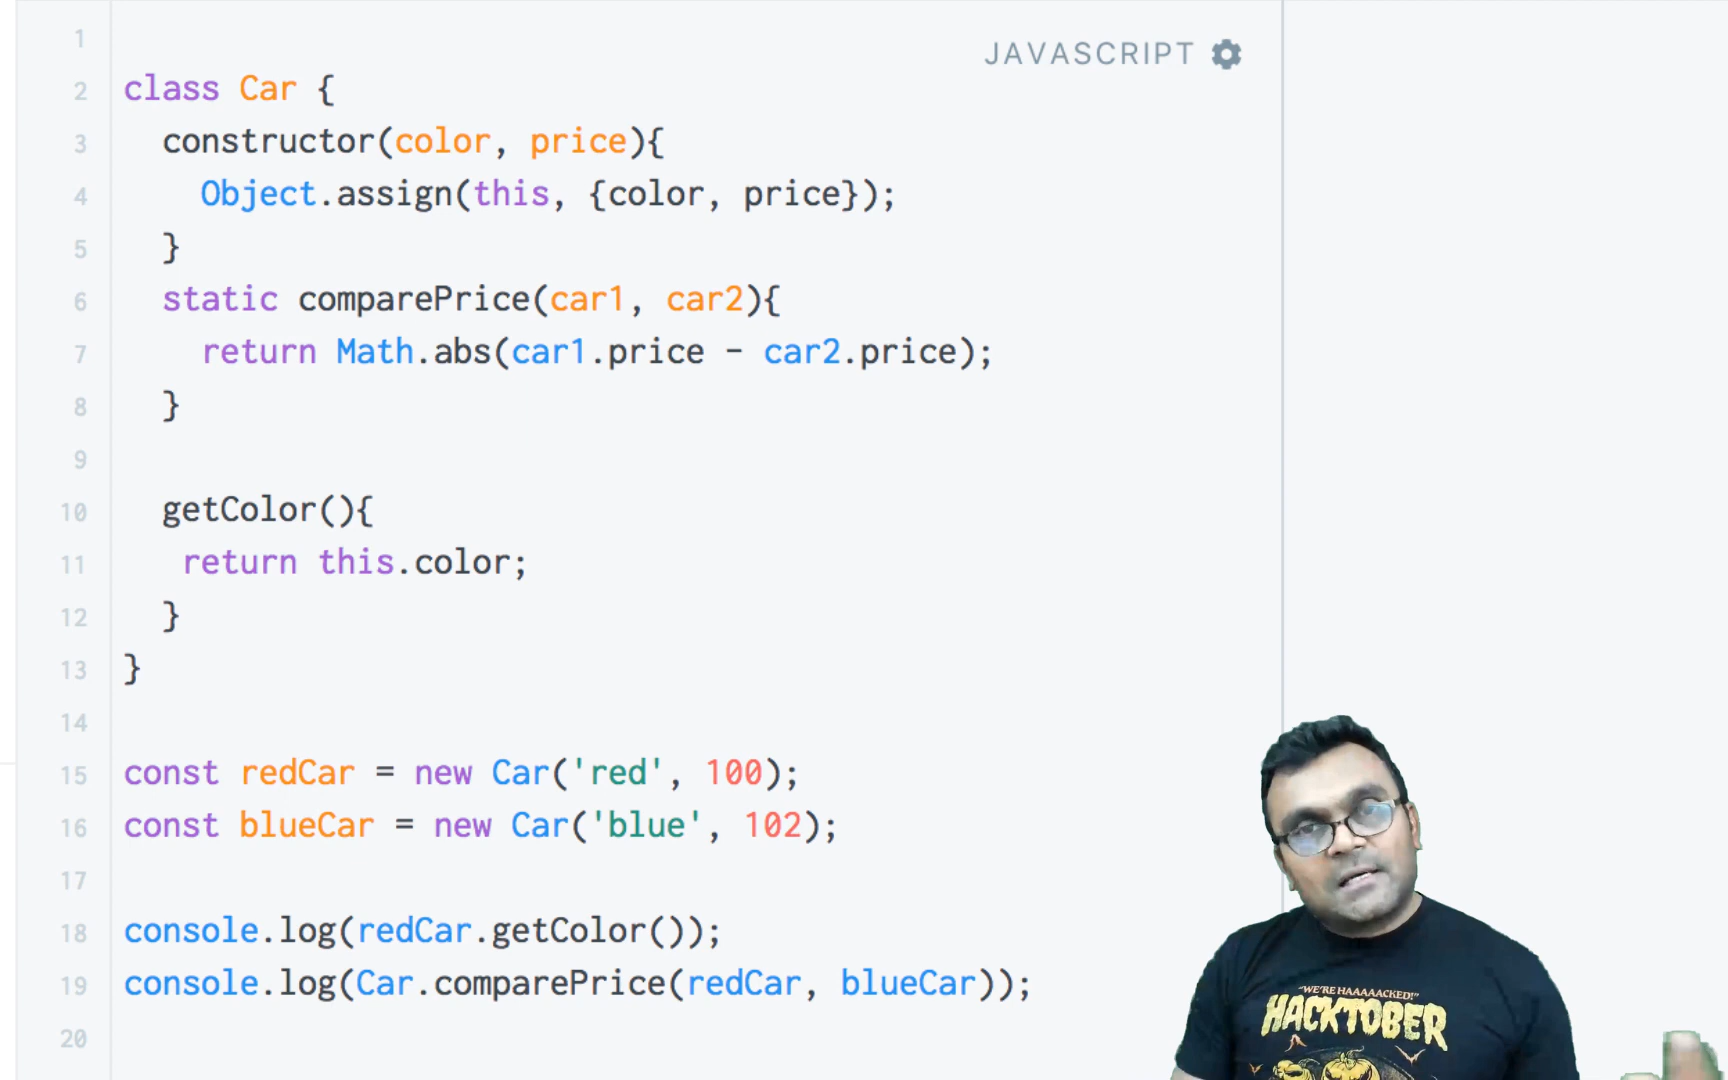 JAVASCRIPT
1
2 class Car {
3   constructor(color, price){
4     Object.assign(this, {color, price});
5   }
6   static comparePrice(car1, car2){
7     return Math.abs(car1.price - car2.price);
8   }
9
10   getColor(){
11    return this.color;
12   }
13 }
14
15 const redCar = new Car('red', 100);
16 const blueCar = new Car('blue', 102);
17
18 console.log(redCar.getColor());
19 console.log(Car.comparePrice(redCar, blueCar));
20
"WE'RE HAAAAACKED!"
HACKTOBER